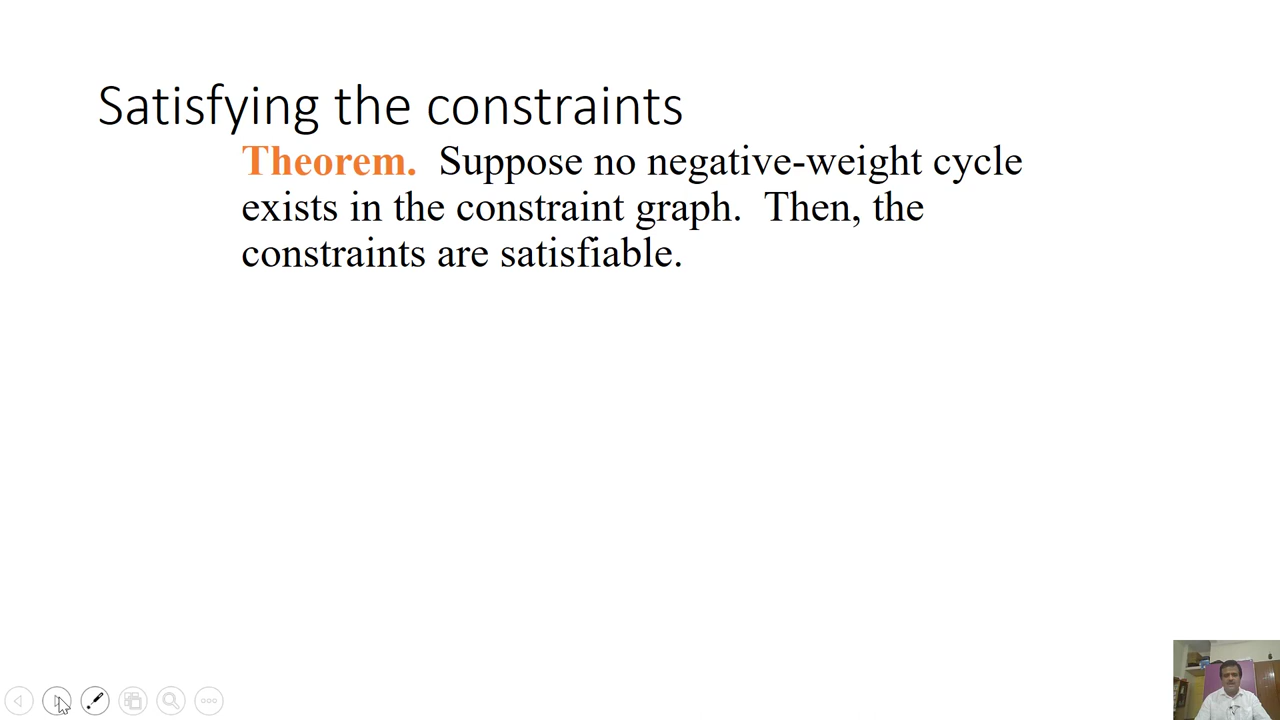 Satisfying the constraints
Theorem. Suppose no negative-weight cycle
exists in the constraint graph. Then, the
constraints are satisfiable.